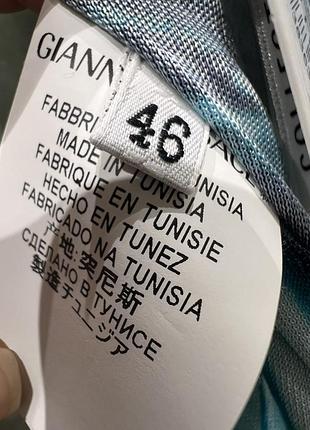 GIANN
46
FABBRI
MADE IN TUNISIA
FABRIQUÉ EN TUNISIE
HECHO EN TUNEZ
FABRICADO NA TUNISIA
产地: 突尼斯
СДЕЛАНО В ТУНИСЕ
製造チュニジア